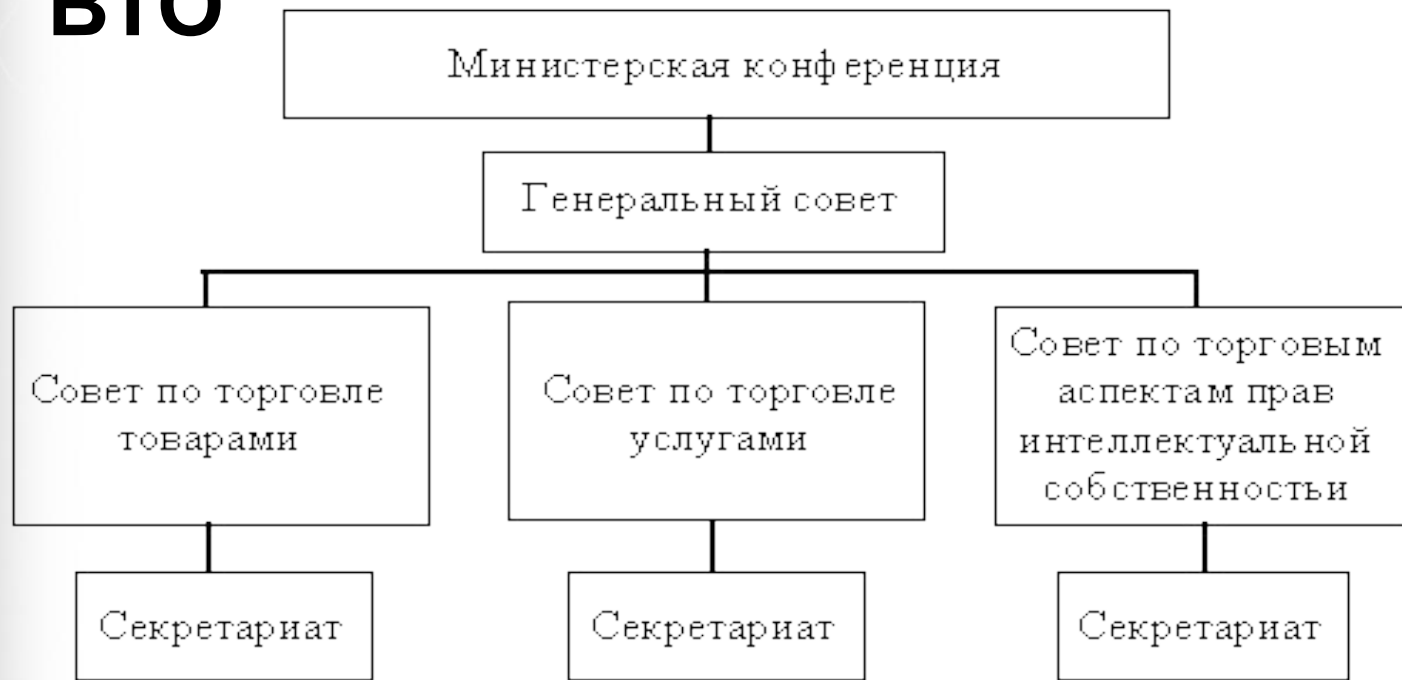 ВТО
Министерская конференция
Генеральный совет
Совет по торговле
товарами
Совет по торговле
услугами
Совет по торговым
аспектам прав
интеллектуальной
собственностьи
Секретариат
Секретариат
Секретариат